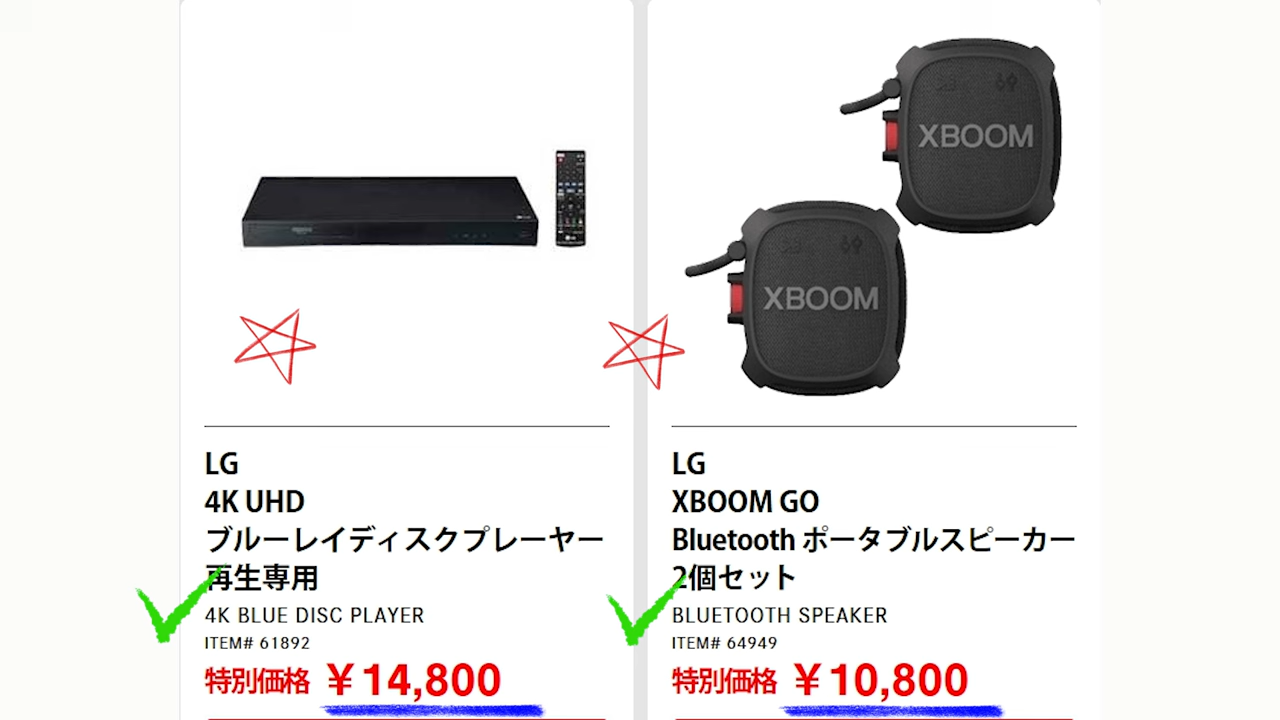 XBOOM
XBOOM
LG
4K UHD
ブルーレイディスクプレーヤー
再生専用
4K BLUE DISC PLAYER
ITEM# 61892
特別価格 ¥14,800
LG
XBOOM GO
Bluetooth ポータブルスピーカー
2個セット
BLUETOOTH SPEAKER
ITEM# 64949
特別価格 ¥10,800